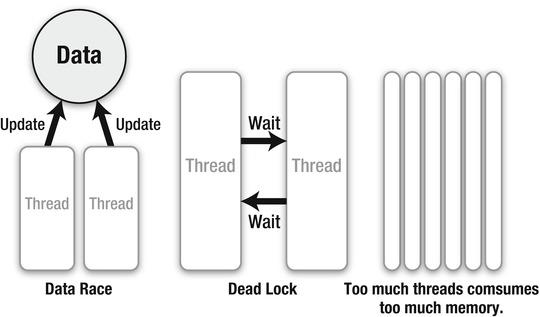 Data
Update
Update
Thread
Thread
Data Race
Wait
Thread
Thread
Wait
Dead Lock
Too much threads comsumes
too much memory.